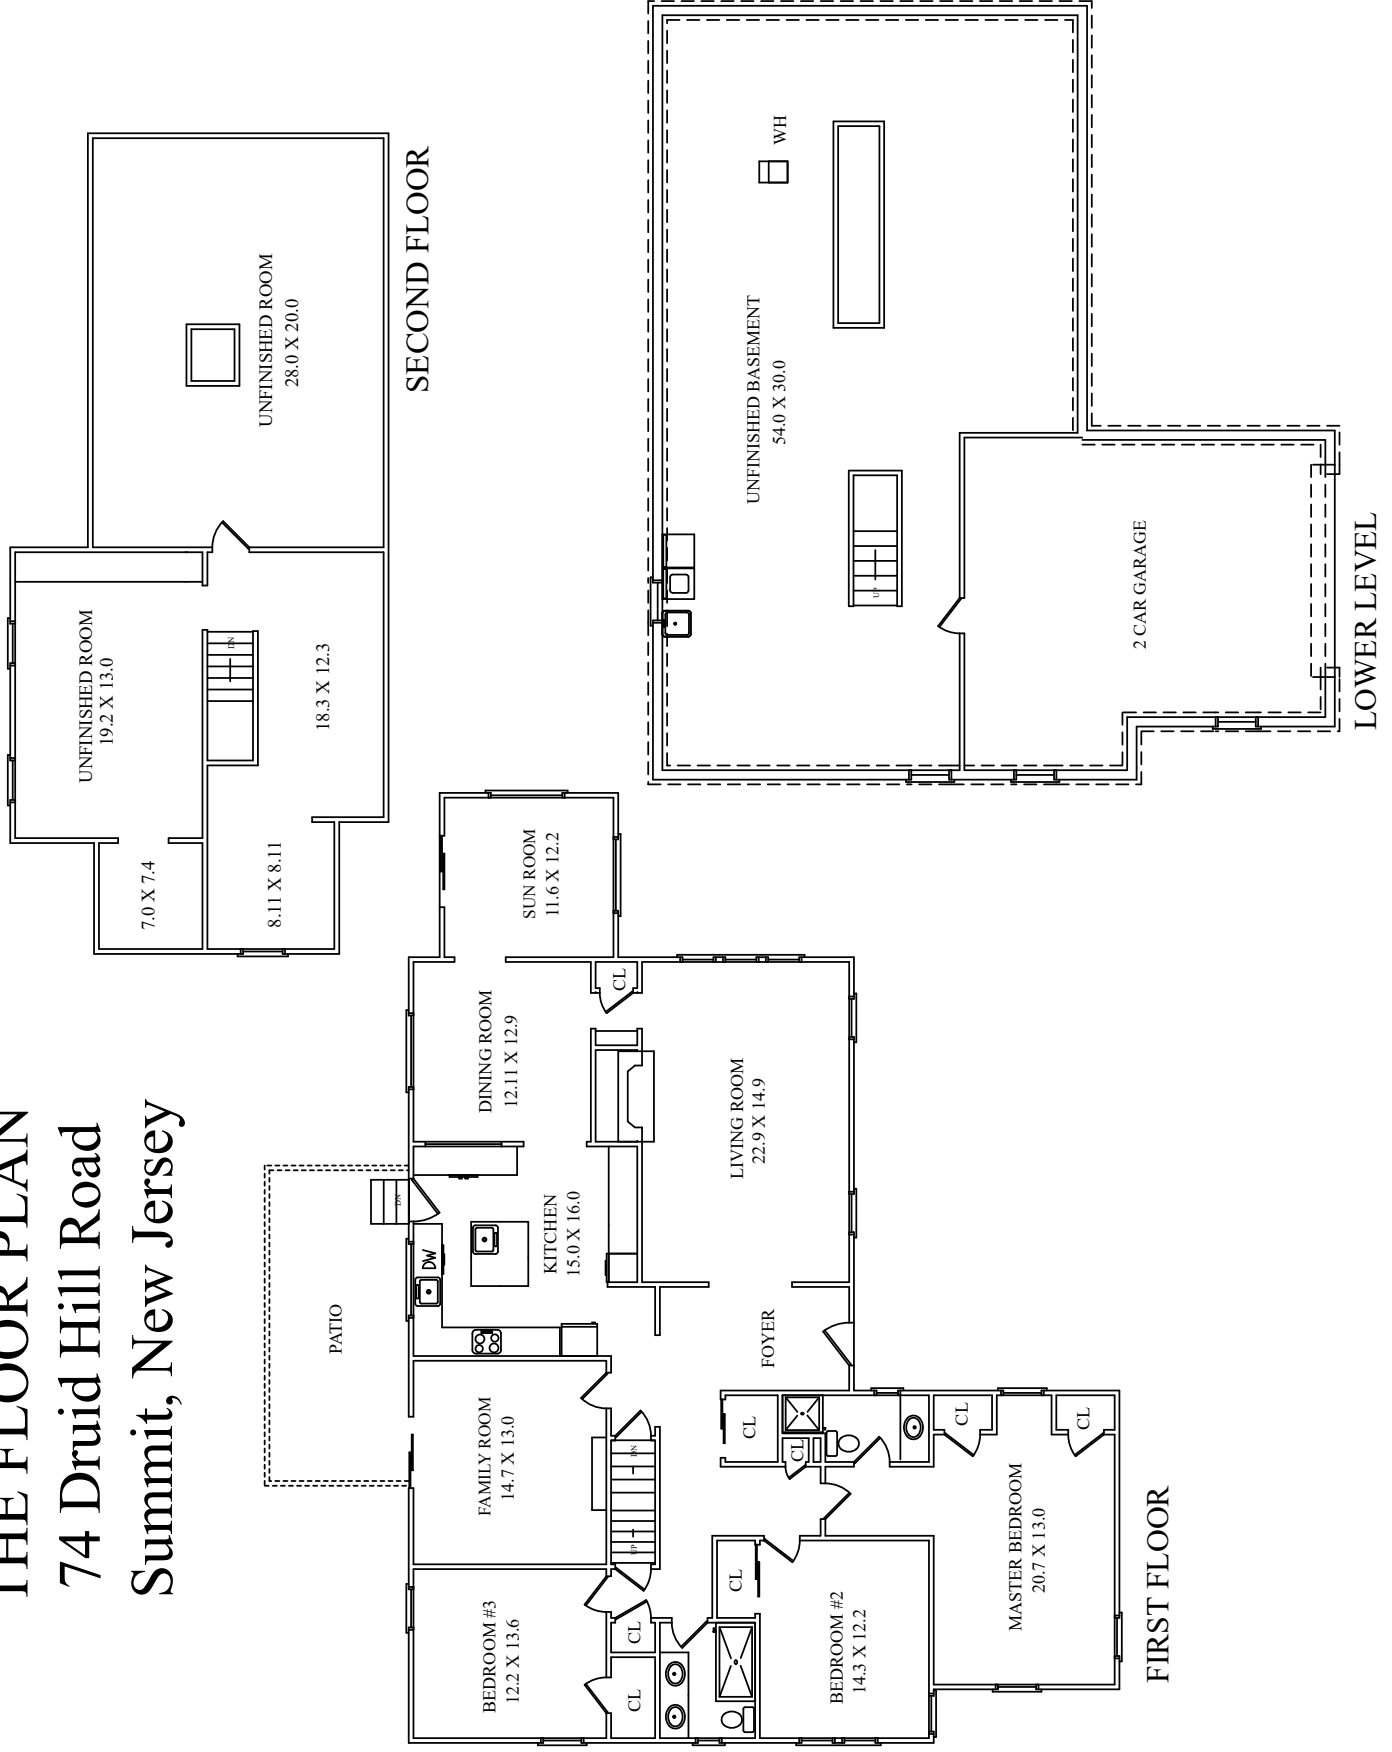 THE FLOOR PLAN
74 Druid Hill Road
Summit, New Jersey
UNFINISHED ROOM
19.2 X 13.0
7.0 X 7.4
8.11 X 8.11
DN
18.3 X 12.3
UNFINISHED ROOM
28.0 X 20.0
SECOND FLOOR
PATIO
DN
BEDROOM #3
12.2 X 13.6
FAMILY ROOM
14.7 X 13.0
DW
KITCHEN
15.0 X 16.0
DINING ROOM
12.11 X 12.9
SUN ROOM
11.6 X 12.2
CL
CL
CL
UP
DN
LIVING ROOM
22.9 X 14.9
FOYER
CL
CL
CL
CL
CL
BEDROOM #2
14.3 X 12.2
MASTER BEDROOM
20.7 X 13.0
FIRST FLOOR
UNFINISHED BASEMENT
54.0 X 30.0
WH
UP
2 CAR GARAGE
LOWER LEVEL